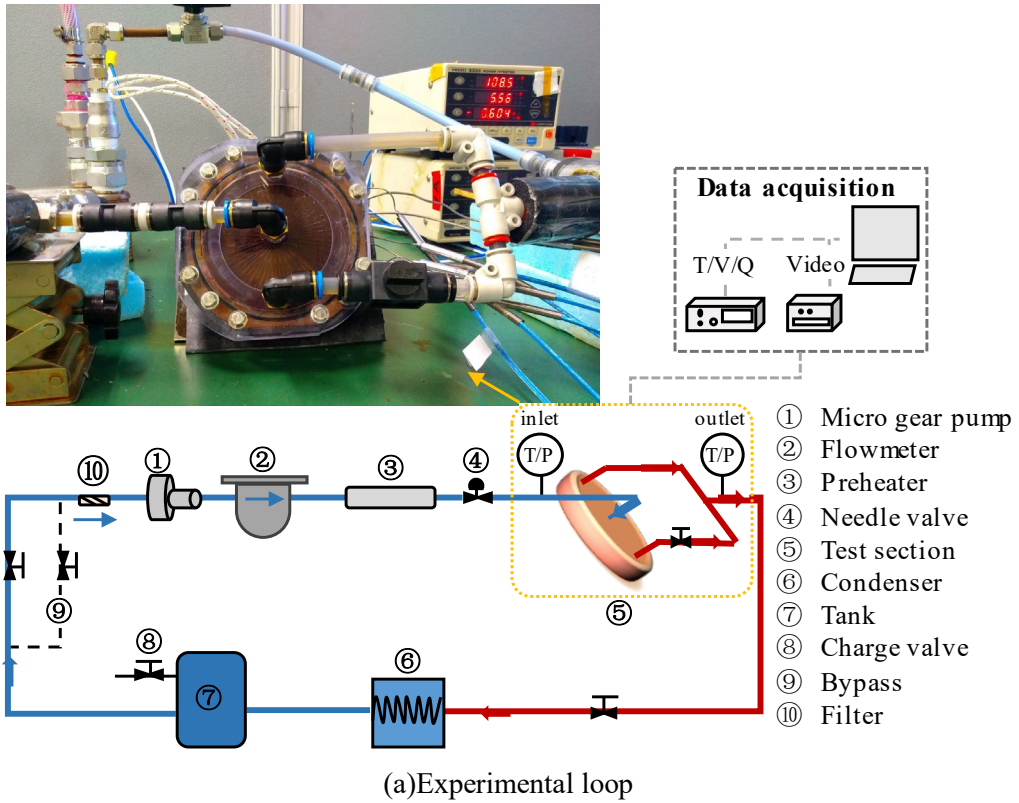 108.5
5.56
0.604
Data acquisition
T/V/Q
Video
inlet
outlet
T/P
T/P
① Micro gear pump
② Flowmeter
③ Preheater
④ Needle valve
⑤ Test section
⑥ Condenser
⑦ Tank
⑧ Charge valve
⑨ Bypass
⑩ Filter
⑩
①
②
③
④
⑤
⑨
⑧
⑦
⑥
(a)Experimental loop